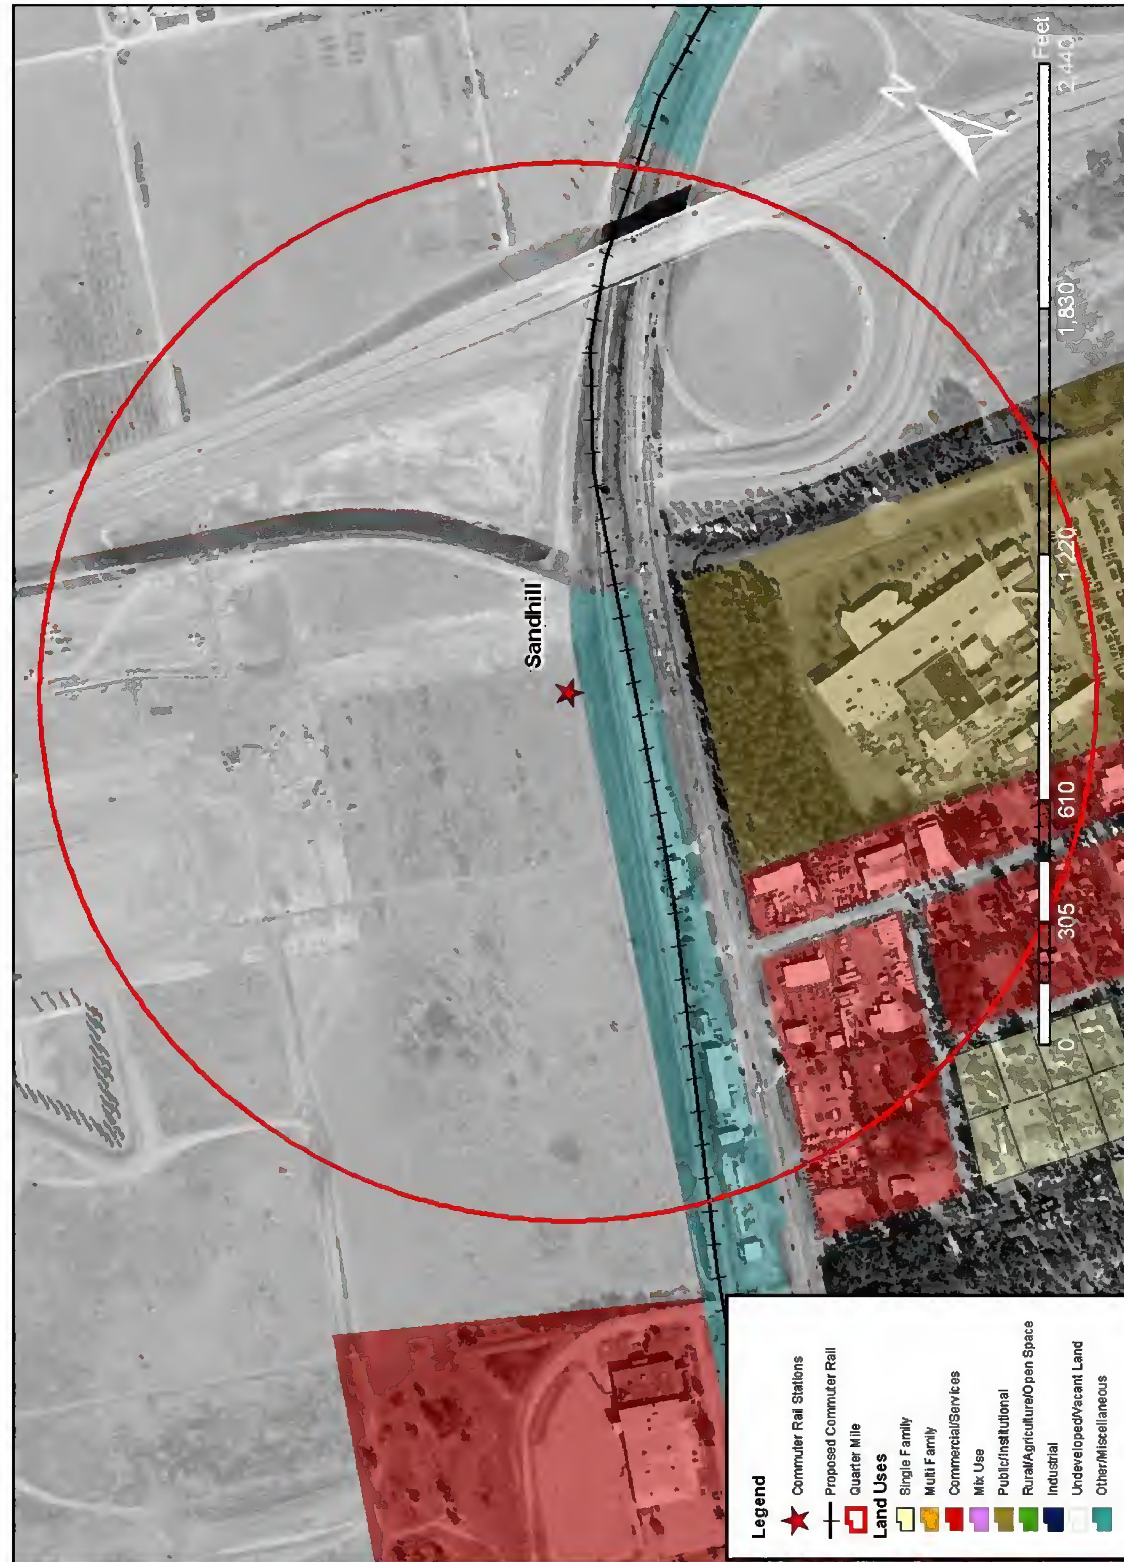 Sandhill
N
Feet
0 305 610 1,220 1,830 2,440
Legend
Commuter Rail Stations
Proposed Commuter Rail
Quarter Mile
Land Uses
Single Family
Multi Family
Commercial/Services
Mix Use
Public/Institutional
Rural/Agriculture/Open Space
Industrial
Undeveloped/Vacant Land
Other/Miscellaneous